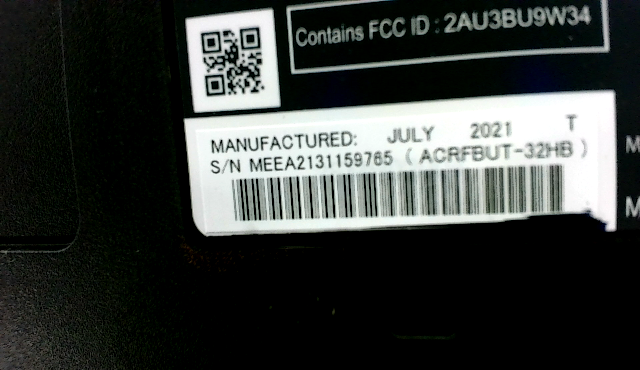 Contains FCC ID : 2AU3BU9W34
MANUFACTURED: JULY 2021 T
S/N MEEA2131159765 ( ACRFBUT-32HB )
M
M